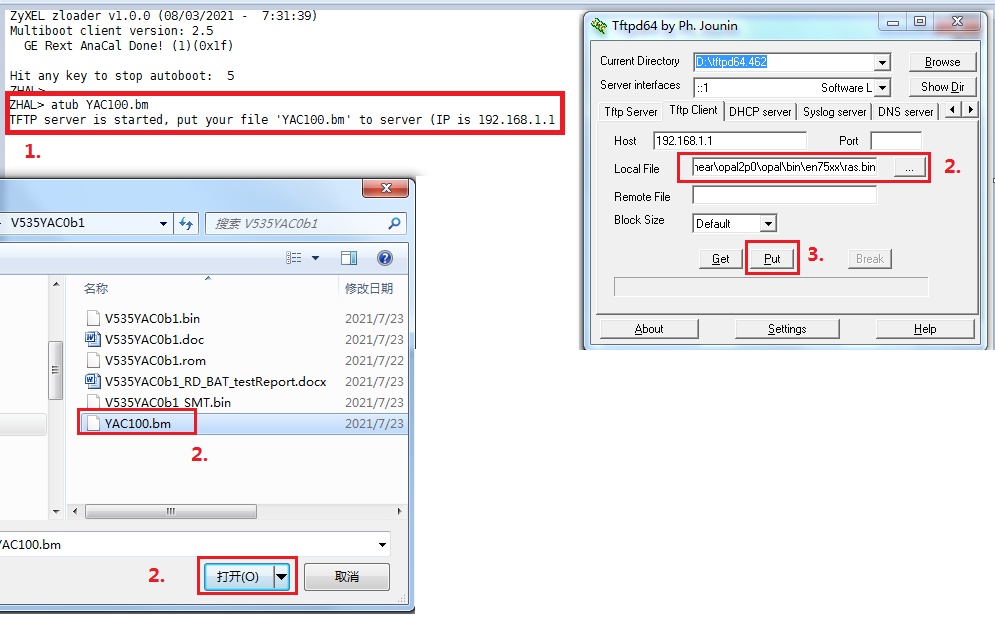 ZyXEL zloader v1.0.0 (08/03/2021 - 7:31:39)
Multiboot client version: 2.5
GE Rext AnaCal Done! (1)(0x1f)
Hit any key to stop autoboot: 5
ZHAL>
ZHAL> atub YAC100.bm
TFTP server is started, put your file 'YAC100.bm' to server (IP is 192.168.1.1
1.
V535YAC0b1
搜索 V535YAC0b1
名称
修改日期
V535YAC0b1.bin 2021/7/23
V535YAC0b1.doc 2021/7/23
V535YAC0b1.rom 2021/7/22
V535YAC0b1_RD_BAT_testReport.docx 2021/7/23
V535YAC0b1_SMT.bin 2021/7/23
YAC100.bm 2021/7/23
2.
YAC100.bm
2.
打开(O)
取消
Tftpd64 by Ph. Jounin
Current Directory D:\tftpd64.462 Browse
Server interfaces ::1 Software L Show Dir
Tftp Server Tftp Client DHCP server Syslog server DNS server
Host 192.168.1.1 Port
Local File near\opal2p0\opal\bin\en75xx\ras.bin ...
2.
Remote File
Block Size Default
Get Put Break
3.
About Settings Help